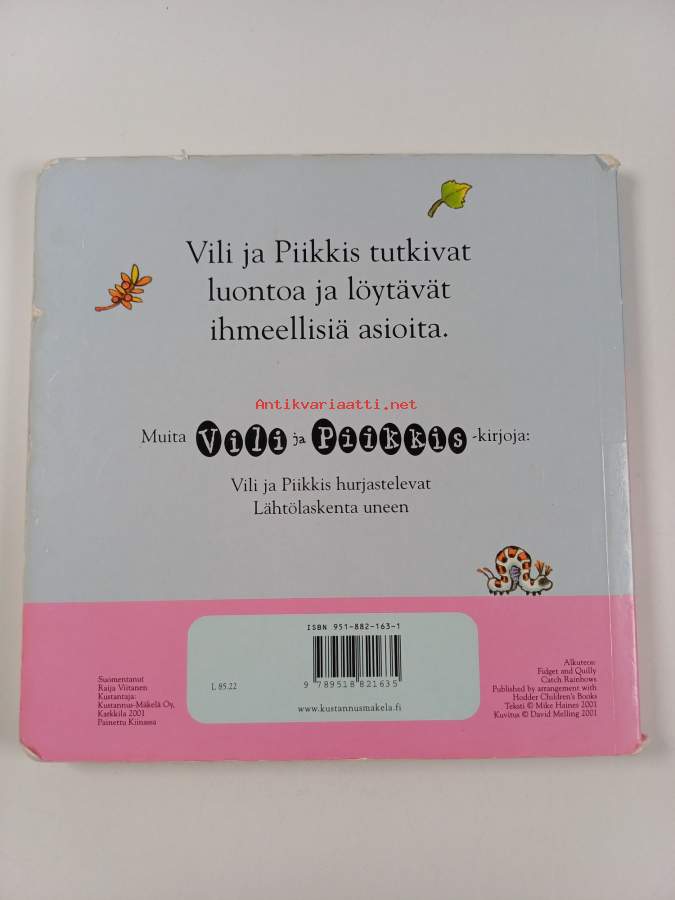 Vili ja Piikkis tutkivat
luontoa ja löytävät
ihmeellisiä asioita.
Antikvariaatti.net
Muita Vili ja Piikkis -kirjoja:
Vili ja Piikkis hurjastelevat
Lähtölaskenta uneen
Suomentanut
Raija Viitanen
Kustantaja:
Kustannus-Mäkelä Oy,
Karkkila 2001
Painettu Kiinassa
L 85.22
ISBN 951-882-163-1
9 789518 821635
www.kustannusmakela.fi
Alkuteos:
Fidget and Quilly
Catch Rainbows
Published by arrangement with
Hodder Children's Books
Teksti © Mike Haines 2001
Kuvitus © David Melling 2001